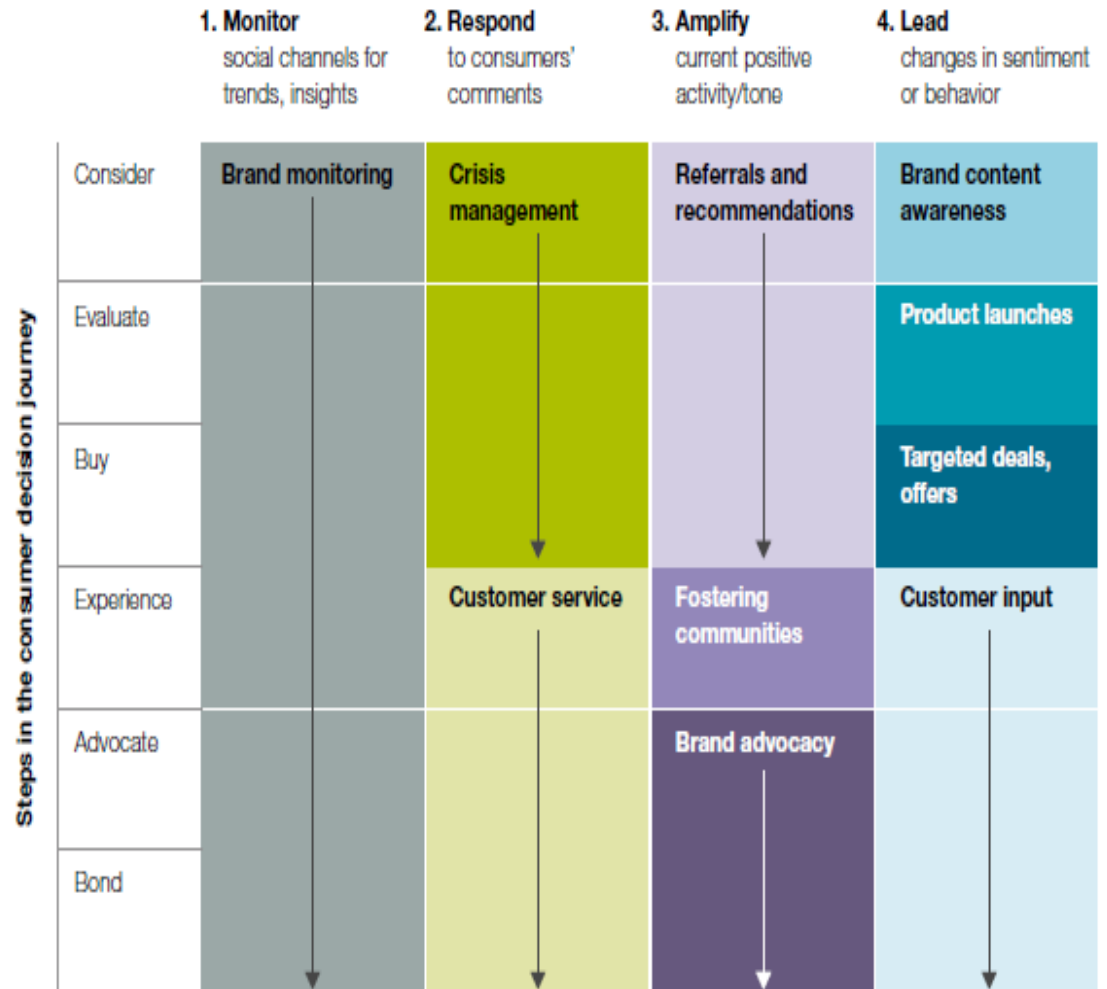 1. Monitor
social channels for
trends, insights
2. Respond
to consumers'
comments
3. Amplify
current positive
activity/tone
4. Lead
changes in sentiment
or behavior
Steps in the consumer decision journey
Consider
Brand monitoring
Crisis
management
Referrals and
recommendations
Brand content
awareness
Evaluate
Product launches
Buy
Targeted deals,
offers
Experience
Customer service
Fostering
communities
Customer input
Advocate
Brand advocacy
Bond